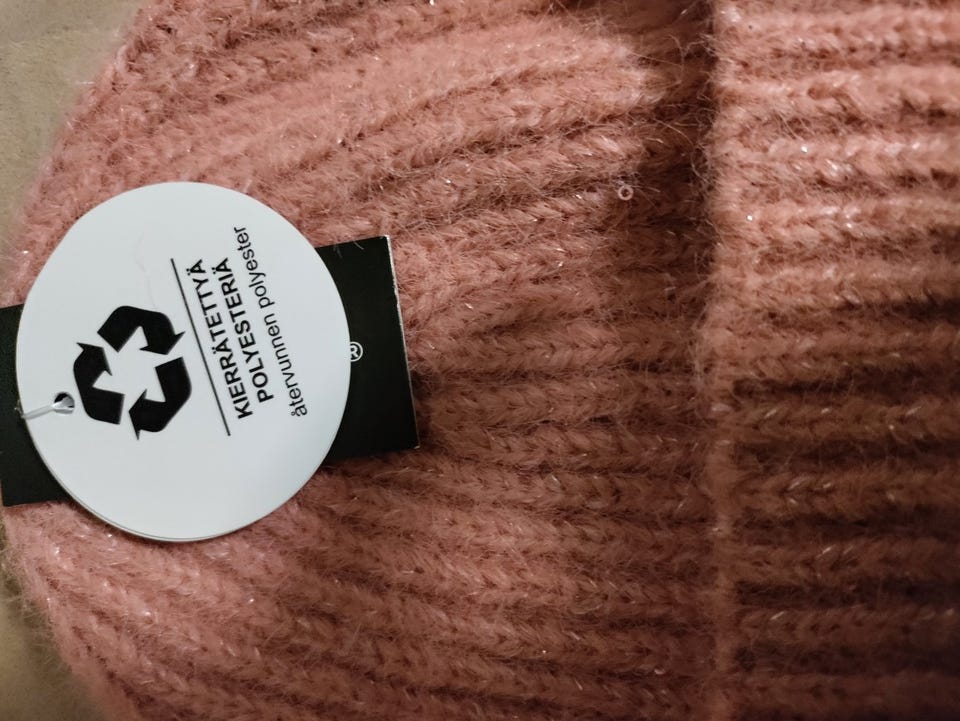 KIERRÄTETTYÄ
POLYESTERIÄ
återvunnen polyester
®